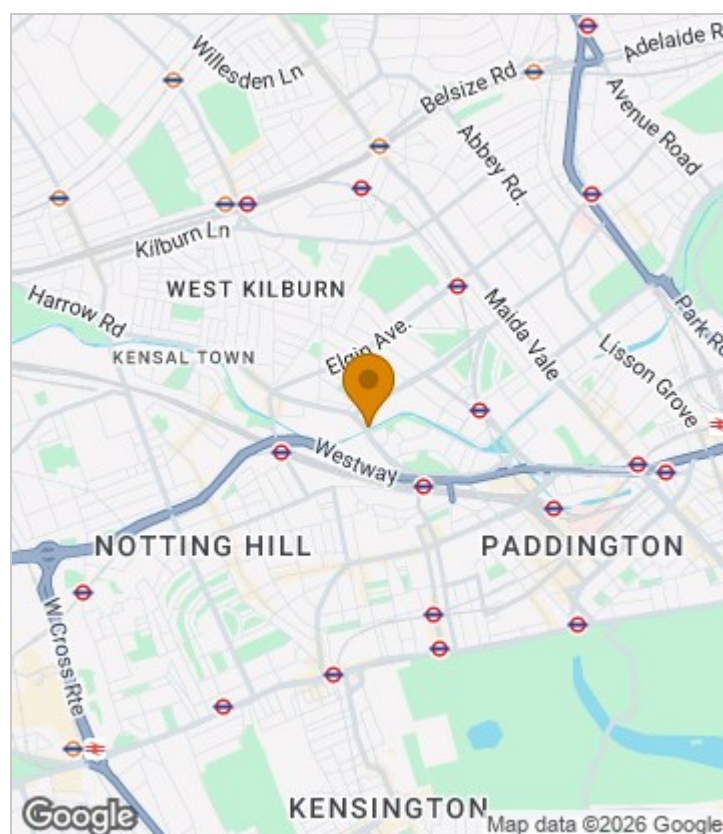 Willesden Ln
Adelaide R
Belsize Rd
Avenue Road
Abbey Rd.
Kilburn Ln
WEST KILBURN
Harrow Rd
Maida Vale
Park Ro
Elgin Ave.
KENSAL TOWN
Lisson Grove
Westway
NOTTING HILL
PADDINGTON
W Cross Rte
KENSINGTON
Google
Map data ©2026 Google